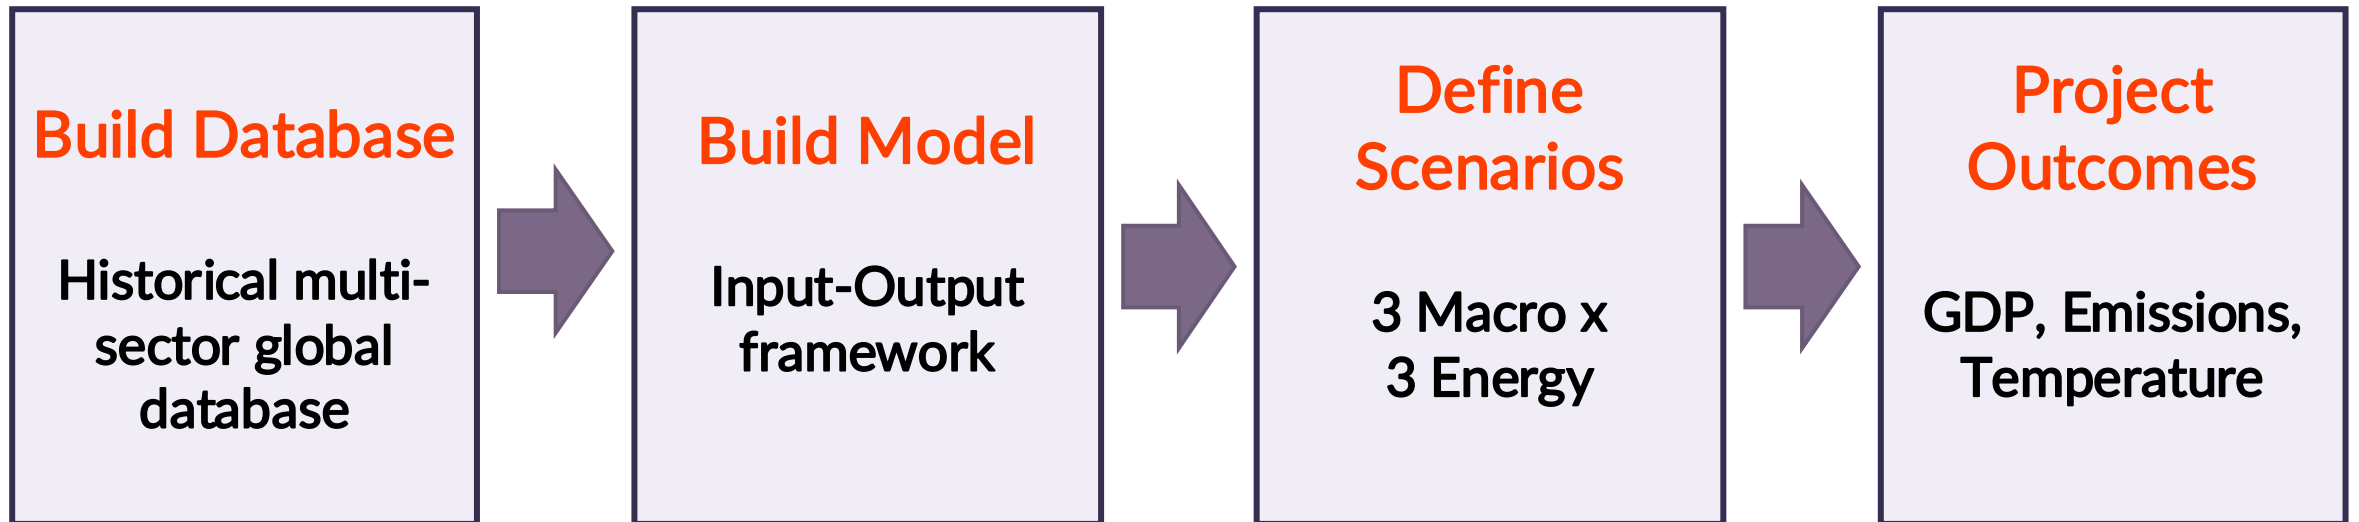 Build Database
Historical multi-
sector global
database
Build Model
Input-Output
framework
Define
Scenarios
3 Macro x
3 Energy
Project
Outcomes
GDP, Emissions,
Temperature